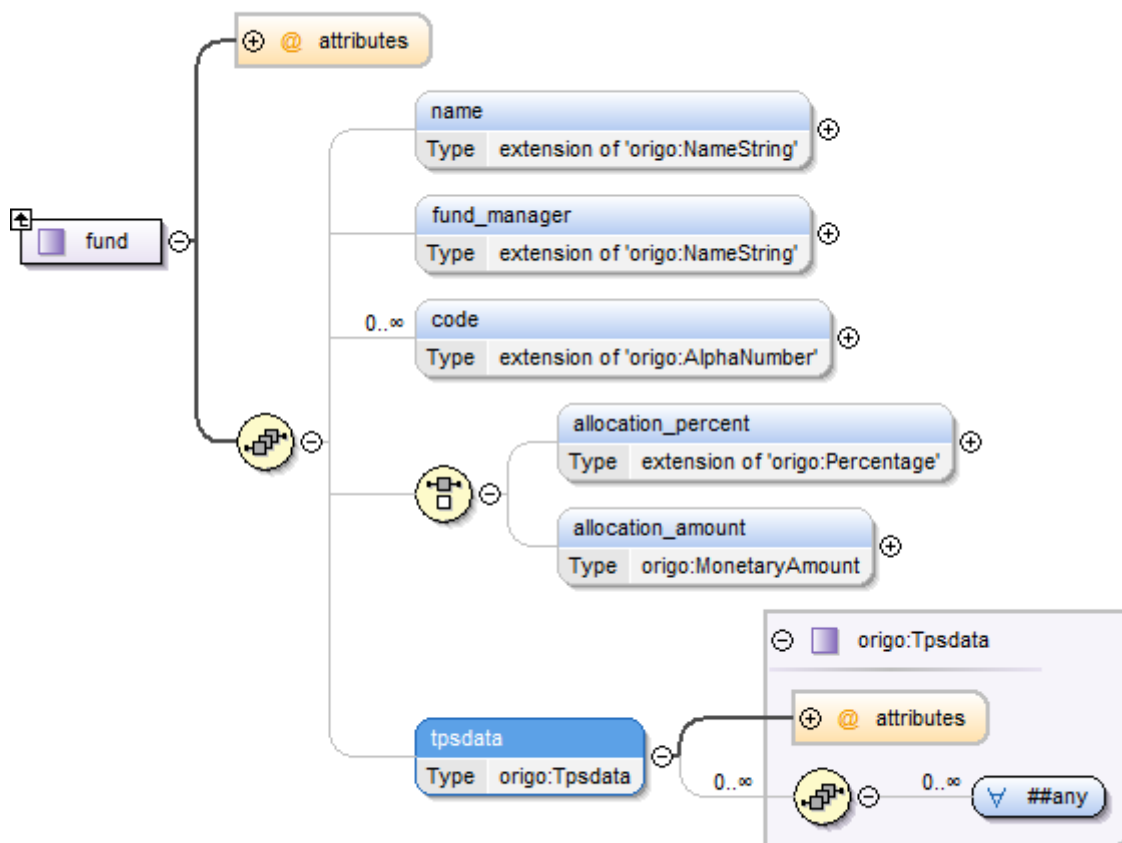 @ attributes
name
Type extension of 'origo:NameString'
fund_manager
Type extension of 'origo:NameString'
fund
0..∞
code
Type extension of 'origo:AlphaNumber'
allocation_percent
Type extension of 'origo:Percentage'
allocation_amount
Type origo:MonetaryAmount
origo:Tpsdata
@ attributes
tpsdata
Type origo:Tpsdata
0..∞
0..∞
∀ ##any